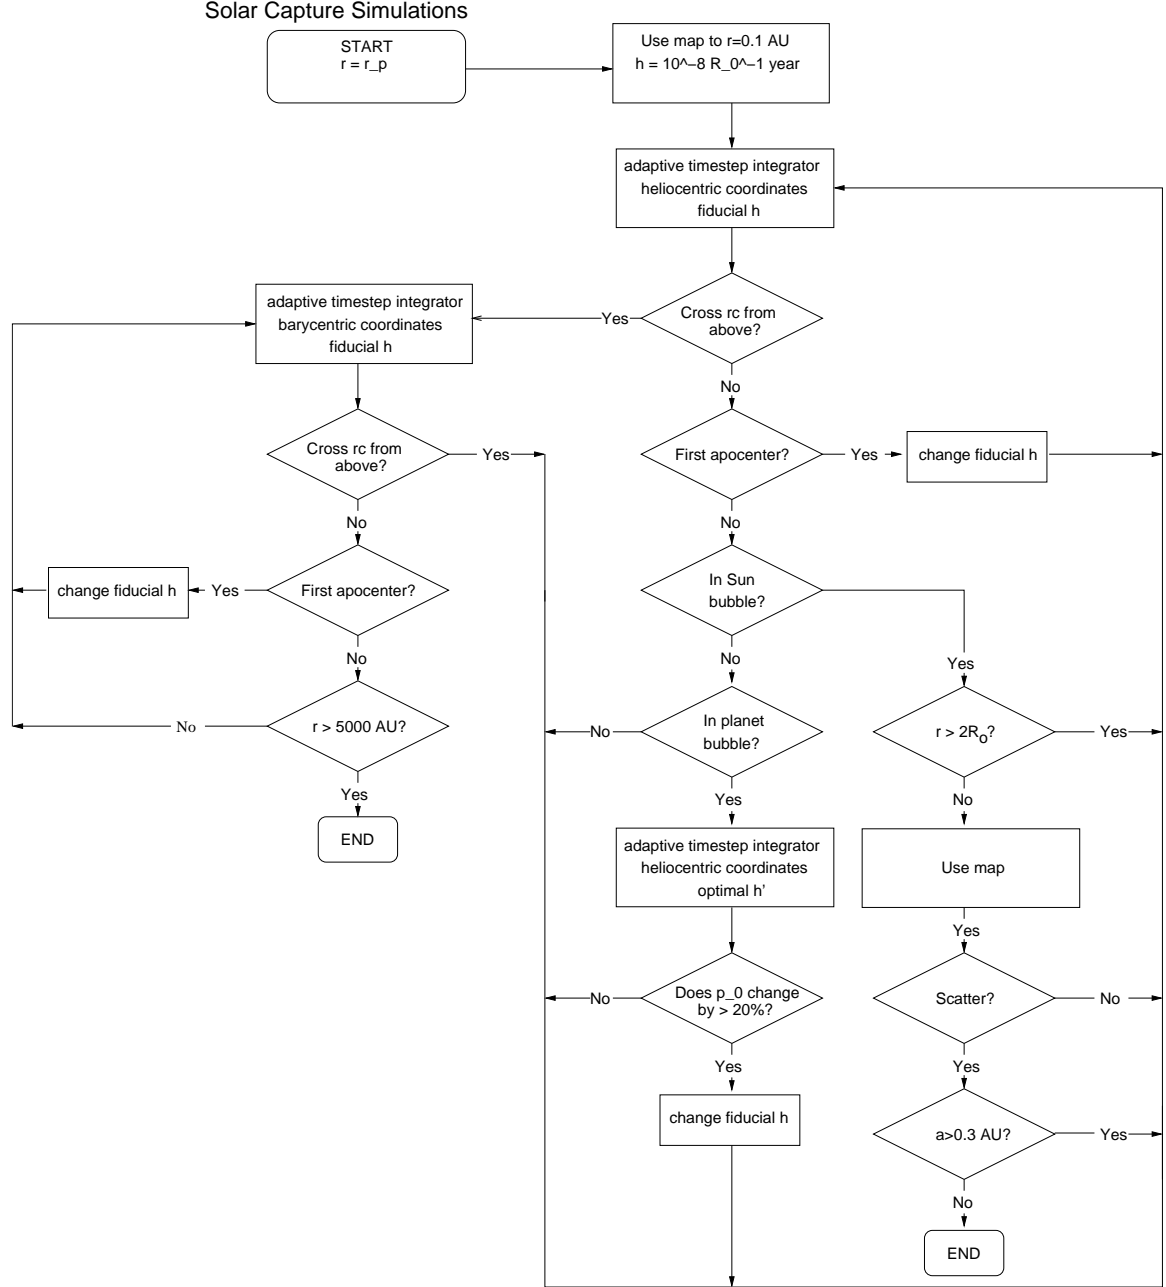 Solar Capture Simulations
START
r = r_p
Use map to r=0.1 AU
h = 10^−8 R_0^−1 year
adaptive timestep integrator
heliocentric coordinates
fiducial h
Cross rc from
above?
Yes
adaptive timestep integrator
barycentric coordinates
fiducial h
No
Cross rc from
above?
Yes
First apocenter?
Yes
change fiducial h
No
No
change fiducial h
Yes
First apocenter?
In Sun
bubble?
No
No
Yes
No
r > 5000 AU?
No
In planet
bubble?
r > 2R_o?
Yes
Yes
END
Yes
No
adaptive timestep integrator
heliocentric coordinates
optimal h'
Use map
Yes
No
Does p_0 change
by > 20%?
Scatter?
No
Yes
Yes
change fiducial h
a>0.3 AU?
Yes
No
END